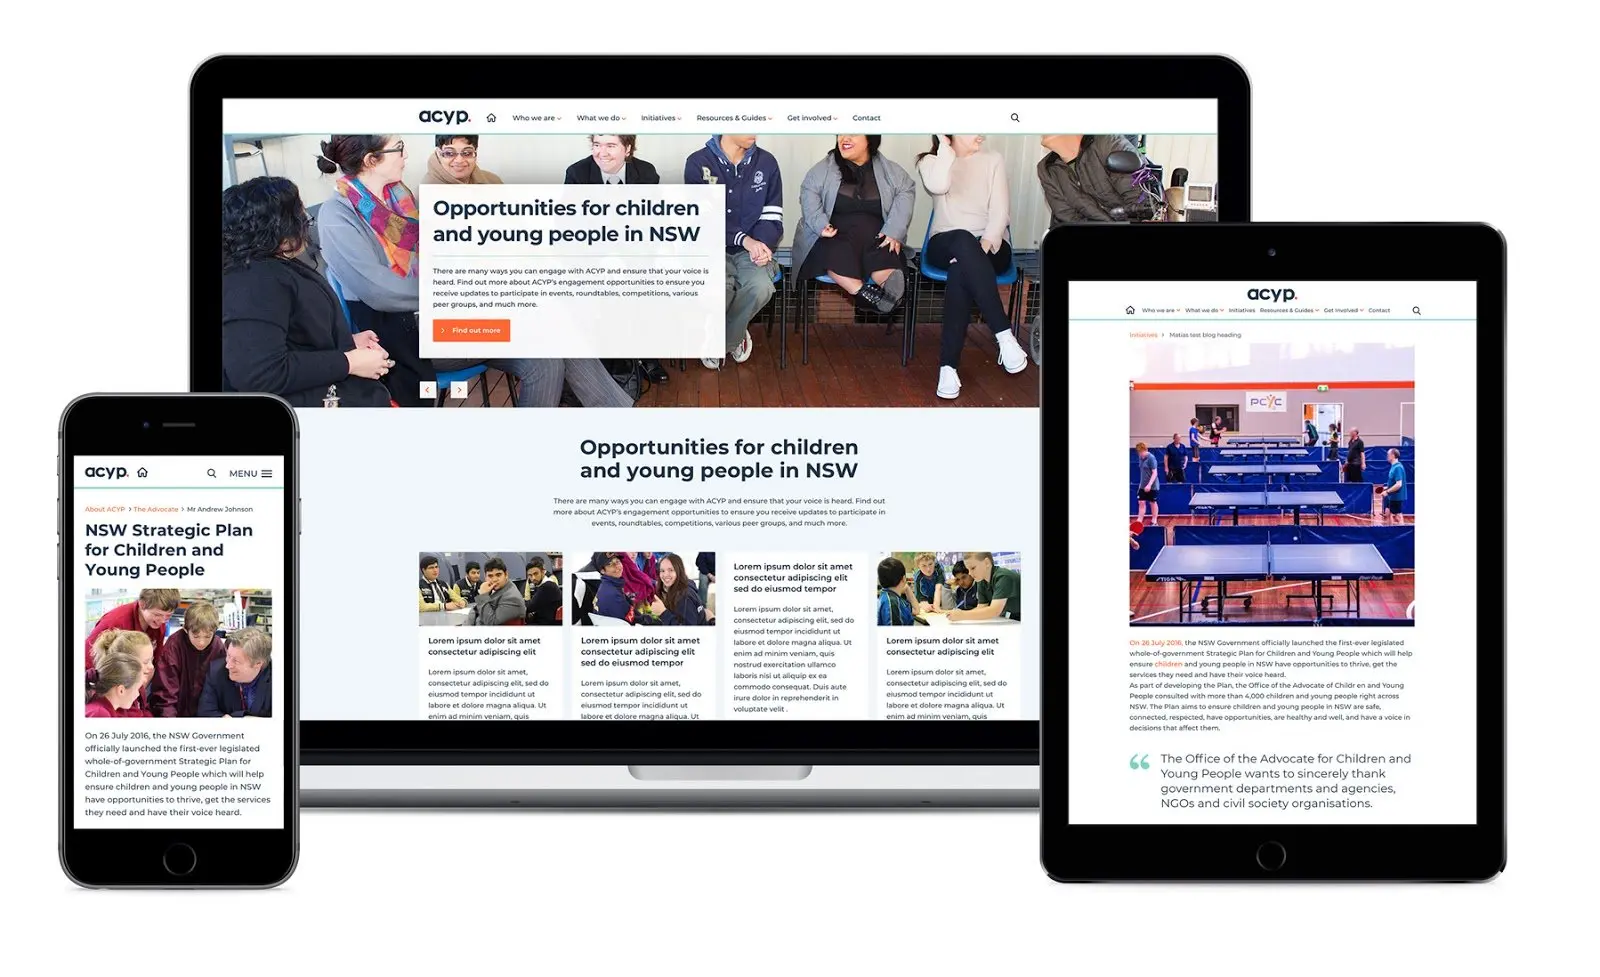 acyp.
Who we are
What we do
Initiatives
Resources & Guides
Get involved
Contact
Opportunities for children
and young people in NSW
There are many ways you can engage with ACYP and ensure that your voice is
heard. Find out more about ACYP's engagement opportunities to ensure you
receive updates to participate in events, roundtables, competitions, various
peer groups, and much more.
Find out more
Opportunities for children
and young people in NSW
There are many ways you can engage with ACYP and ensure that your voice is heard. Find out
more about ACYP's engagement opportunities to ensure you receive updates to participate in
events, roundtables, competitions, various peer groups, and much more.
Lorem ipsum dolor sit amet
consectetur adipiscing elit
Lorem ipsum dolor sit amet,
consectetur adipiscing elit, sed do
eiusmod tempor incididunt ut
labore et dolore magna aliqua. Ut
enim ad minim veniam, quis
Lorem ipsum dolor sit amet
consectetur adipiscing elit
sed do eiusmod tempor
Lorem ipsum dolor sit amet,
consectetur adipiscing elit, sed do
eiusmod tempor incididunt ut
labore et dolore magna aliqua. Ut
Lorem ipsum dolor sit amet
consectetur adipiscing elit
sed do eiusmod tempor
Lorem ipsum dolor sit amet,
consectetur adipiscing elit, sed do
eiusmod tempor incididunt ut
labore et dolore magna aliqua. Ut
enim ad minim veniam, quis
nostrud exercitation ullamco
laboris nisi ut aliquip ex ea
commodo consequat. Duis aute
irure dolor in reprehenderit in
voluptate velit .
Lorem ipsum dolor sit amet
consectetur adipiscing elit
Lorem ipsum dolor sit amet,
consectetur adipiscing elit, sed do
eiusmod tempor incididunt ut
labore et dolore magna aliqua. Ut
enim ad minim veniam, quis
acyp.
MENU
About ACYP > The Advocate > Mr Andrew Johnson
NSW Strategic Plan
for Children and
Young People
On 26 July 2016, the NSW Government
officially launched the first-ever legislated
whole-of-government Strategic Plan for
Children and Young People which will help
ensure children and young people in NSW
have opportunities to thrive, get the services
they need and have their voice heard.
acyp.
Who we are
What we do
Initiatives
Resources & Guides
Get Involved
Contact
Initiatives > Matias test blog heading
PCYC
STIGA
On 26 July 2016, the NSW Government officially launched the first-ever legislated
whole-of-government Strategic Plan for Children and Young People which will help
ensure children and young people in NSW have opportunities to thrive, get the
services they need and have their voice heard.
As part of developing the Plan, the Office of the Advocate of Childr en and Young
People consulted with more than 4,000 children and young people right across
NSW. The Plan aims to ensure children and young people in NSW are safe,
connected, respected, have opportunities, are healthy and well, and have a voice in
decisions that affect them.
“ The Office of the Advocate for Children and
Young People wants to sincerely thank
government departments and agencies,
NGOs and civil society organisations.